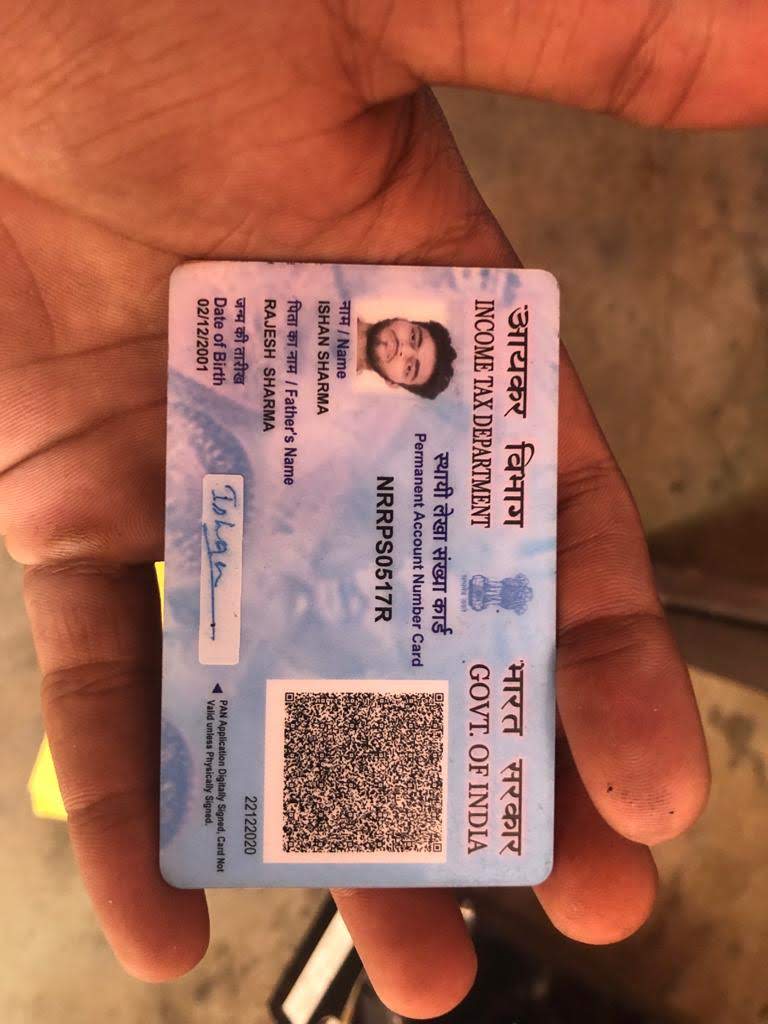 आयकर विभाग
INCOME TAX DEPARTMENT
भारत सरकार
GOVT. OF INDIA
स्थायी लेखा संख्या कार्ड
Permanent Account Number Card
NRRPS0517R
नाम / Name
ISHAN SHARMA
पिता का नाम / Father's Name
RAJESH SHARMA
जन्म की तारीख
Date of Birth
02/12/2001
22122020
PAN Application Digitally Signed, Card Not
Valid unless Physically Signed.